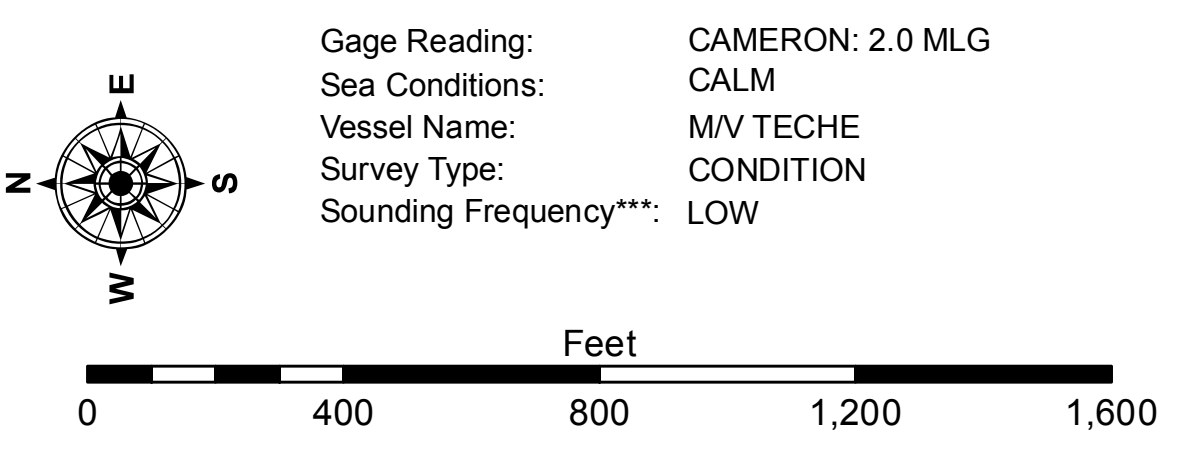 E
N
S
W
Gage Reading: CAMERON: 2.0 MLG
Sea Conditions: CALM
Vessel Name: M/V TECHE
Survey Type: CONDITION
Sounding Frequency***: LOW
Feet
0 400 800 1,200 1,600